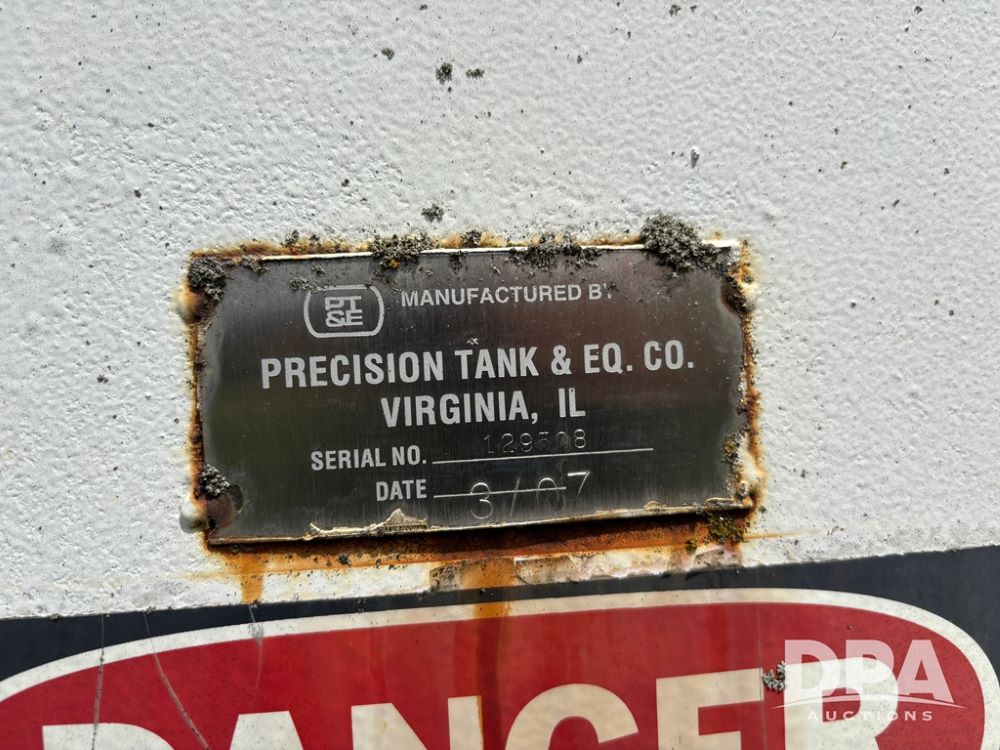 PT
&E
MANUFACTURED BY
PRECISION TANK & EQ. CO.
VIRGINIA, IL
SERIAL NO. 129508
DATE 3/07
DANGER
DPA
AUCTIONS